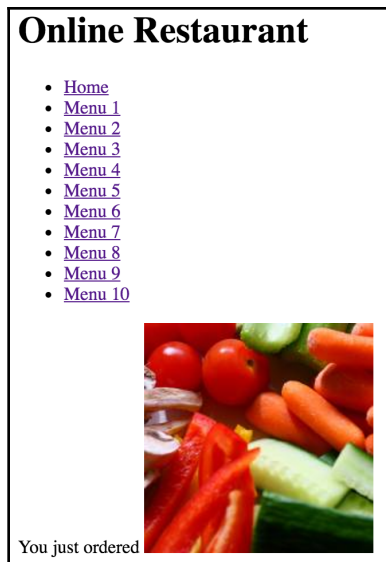 Online Restaurant
Home
Menu 1
Menu 2
Menu 3
Menu 4
Menu 5
Menu 6
Menu 7
Menu 8
Menu 9
Menu 10
You just ordered